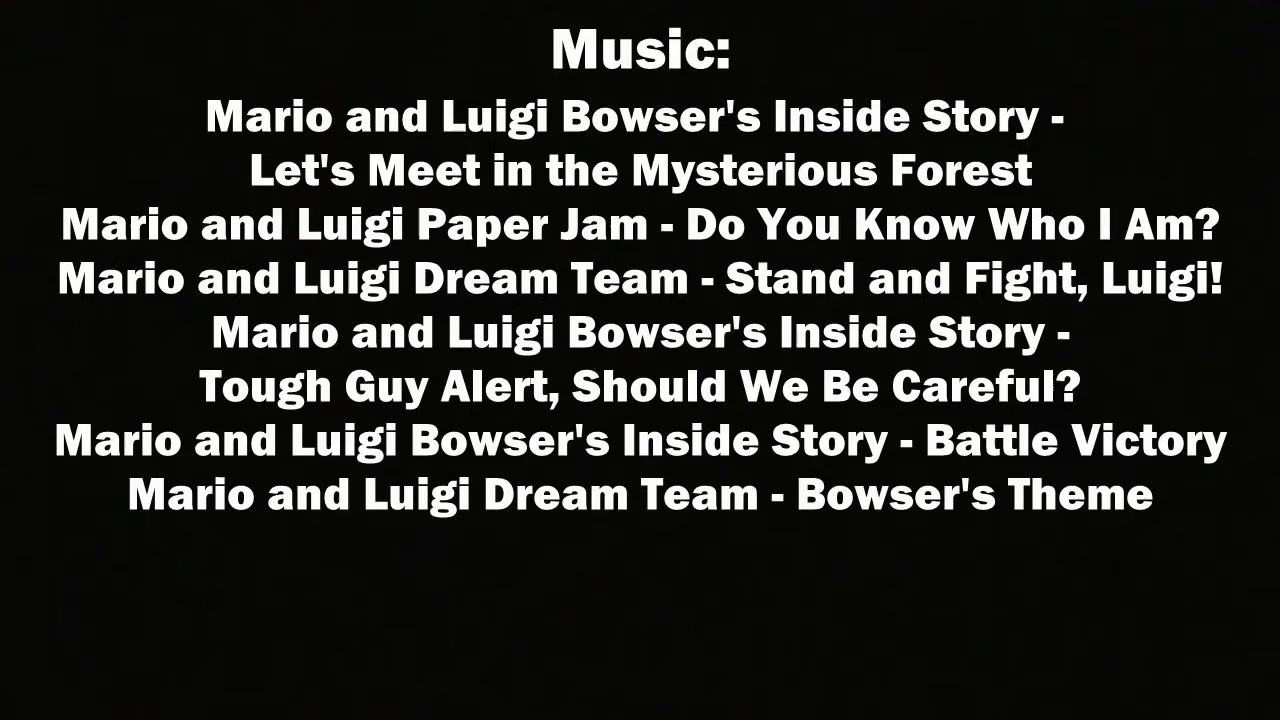 Music:
Mario and Luigi Bowser's Inside Story -
Let's Meet in the Mysterious Forest
Mario and Luigi Paper Jam - Do You Know Who I Am?
Mario and Luigi Dream Team - Stand and Fight, Luigi!
Mario and Luigi Bowser's Inside Story -
Tough Guy Alert, Should We Be Careful?
Mario and Luigi Bowser's Inside Story - Battle Victory
Mario and Luigi Dream Team - Bowser's Theme